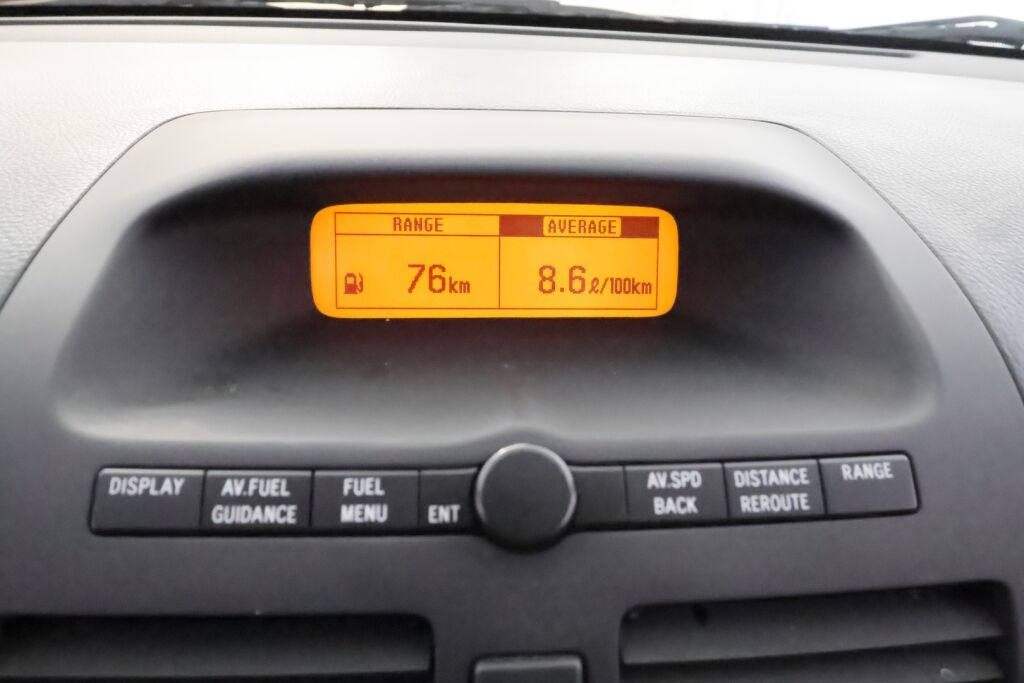 RANGE AVERAGE
76km 8.6ℓ/100km
DISPLAY AV.FUEL FUEL AV.SPD DISTANCE RANGE
GUIDANCE MENU ENT BACK REROUTE